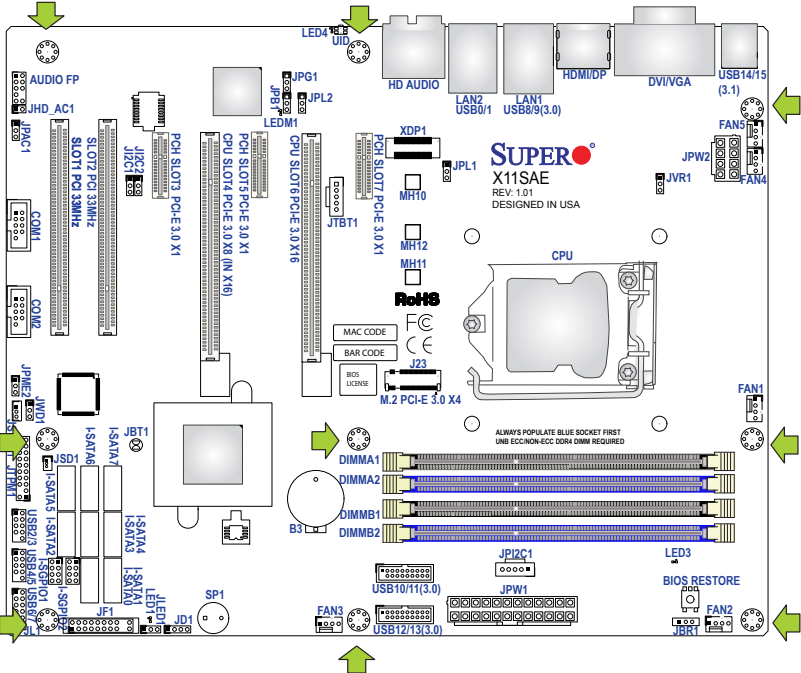 LED4
UID
HD AUDIO
LAN2
USB0/1
LAN1
USB8/9(3.0)
HDMI/DP
DVI/VGA
USB14/15
(3.1)
AUDIO FP
JHD_AC1
JPAC1
JPG1
JPB1
JPL2
LEDM1
FAN5
JPW2
FAN4
XDP1
JPL1
SUPER
X11SAE
REV: 1.01
DESIGNED IN USA
JVR1
SLOT1 PCI 33MHz
SLOT2 PCI 33MHz
JI2C1
JI2C2
PCH SLOT3 PCI-E 3.0 X1
CPU SLOT4 PCI-E 3.0 X8 (IN X16)
PCH SLOT5 PCI-E 3.0 X1
CPU SLOT6 PCI-E 3.0 X16
PCH SLOT7 PCI-E 3.0 X1
JTBT1
MH10
MH12
MH11
CPU
COM1
COM2
RoHS
FC
CE
MAC CODE
BAR CODE
BIOS
LICENSE
J23
M.2 PCI-E 3.0 X4
JPME2
JWD1
FAN1
ALWAYS POPULATE BLUE SOCKET FIRST
UNB ECC/NON-ECC DDR4 DIMM REQUIRED
JBT1
JSD1
JTPM1
I-SATA6
I-SATA7
I-SATA5
I-SATA2
I-SATA4
I-SATA3
I-SATA1
I-SATA0
DIMMA1
DIMMA2
DIMMB1
DIMMB2
B3
USB2/3
USB4/5
USB6/7
I-SGPIO1
I-SGPIO2
JL1
JF1
LED1
JLED1
JD1
SP1
FAN3
USB10/11(3.0)
USB12/13(3.0)
JPI2C1
JPW1
LED3
BIOS RESTORE
JBR1
FAN2